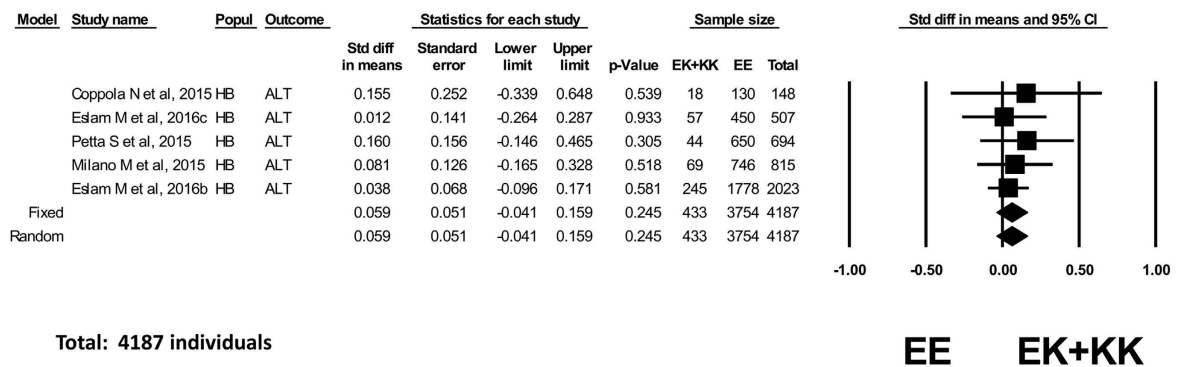 Model Study name Popul Outcome Statistics for each study Sample size Std diff in means and 95% CI
Std diff in means Standard error Lower limit Upper limit p-Value EK+KK EE Total
Coppola N et al, 2015 HB ALT 0.155 0.252 -0.339 0.648 0.539 18 130 148
Eslam M et al, 2016c HB ALT 0.012 0.141 -0.264 0.287 0.933 57 450 507
Petta S et al, 2015 HB ALT 0.160 0.156 -0.146 0.465 0.305 44 650 694
Milano M et al, 2015 HB ALT 0.081 0.126 -0.165 0.328 0.518 69 746 815
Eslam M et al, 2016b HB ALT 0.038 0.068 -0.096 0.171 0.581 245 1778 2023
Fixed 0.059 0.051 -0.041 0.159 0.245 433 3754 4187
Random 0.059 0.051 -0.041 0.159 0.245 433 3754 4187
-1.00 -0.50 0.00 0.50 1.00
Total: 4187 individuals
EE EK+KK